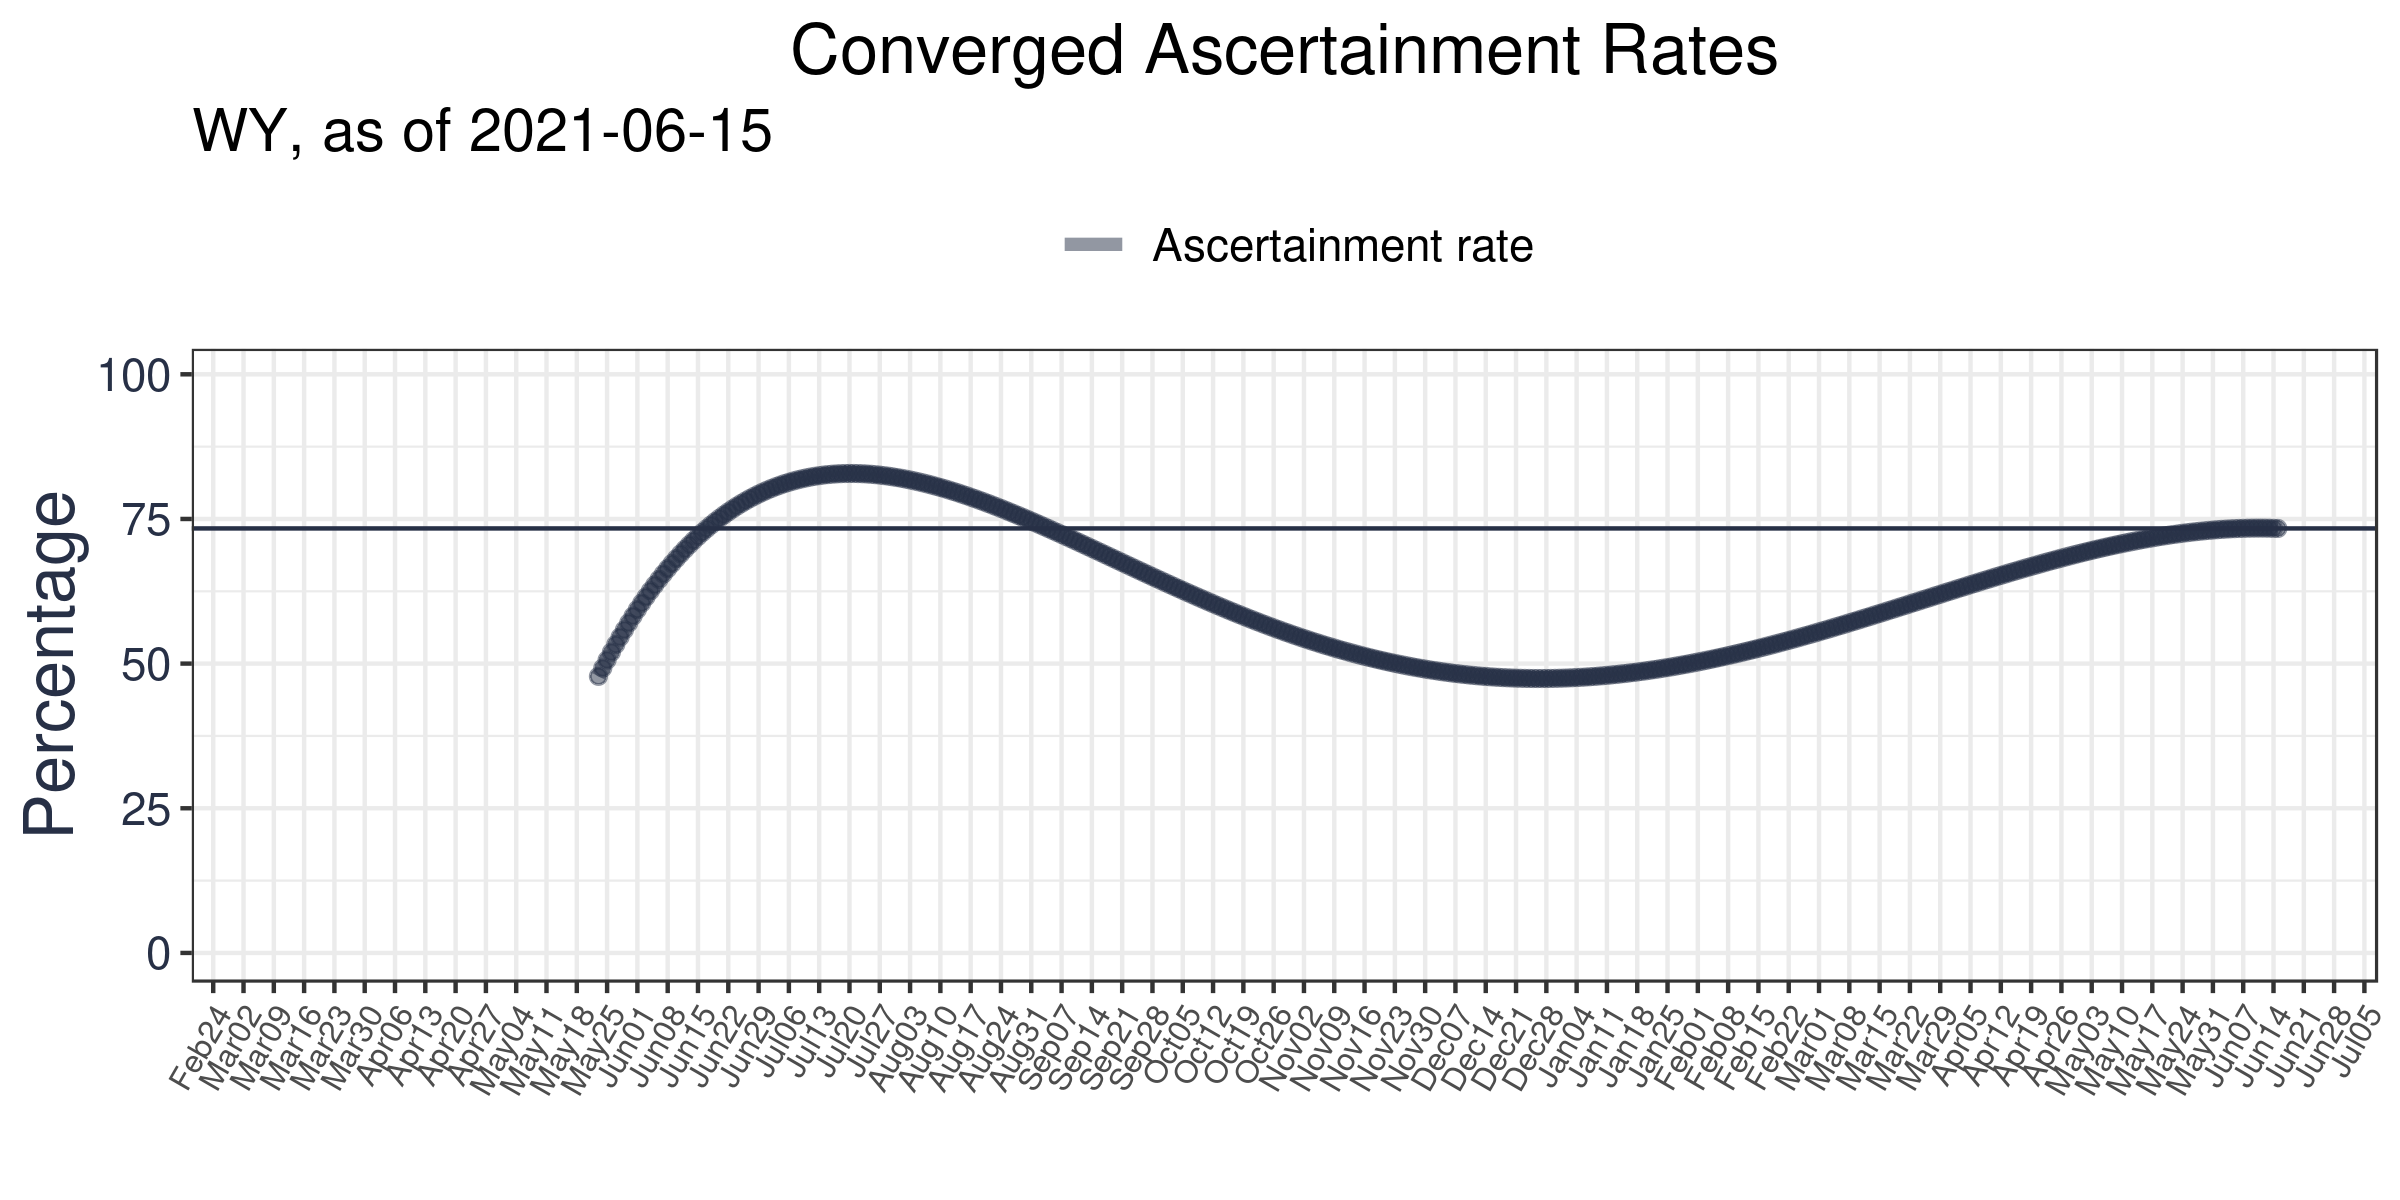 Converged Ascertainment Rates
WY, as of 2021-06-15
Ascertainment rate
Percentage
100
75
50
25
0
Feb24
Mar02
Mar09
Mar16
Mar23
Mar30
Apr06
Apr13
Apr20
Apr27
May04
May11
May18
May25
Jun01
Jun08
Jun15
Jun22
Jun29
Jul06
Jul13
Jul20
Jul27
Aug03
Aug10
Aug17
Aug24
Aug31
Sep07
Sep14
Sep21
Sep28
Oct05
Oct12
Oct19
Oct26
Nov02
Nov09
Nov16
Nov23
Nov30
Dec07
Dec14
Dec21
Dec28
Jan04
Jan11
Jan18
Jan25
Feb01
Feb08
Feb15
Feb22
Mar01
Mar08
Mar15
Mar22
Mar29
Apr05
Apr12
Apr19
Apr26
May03
May10
May17
May24
May31
Jun07
Jun14
Jun21
Jun28
Jul05